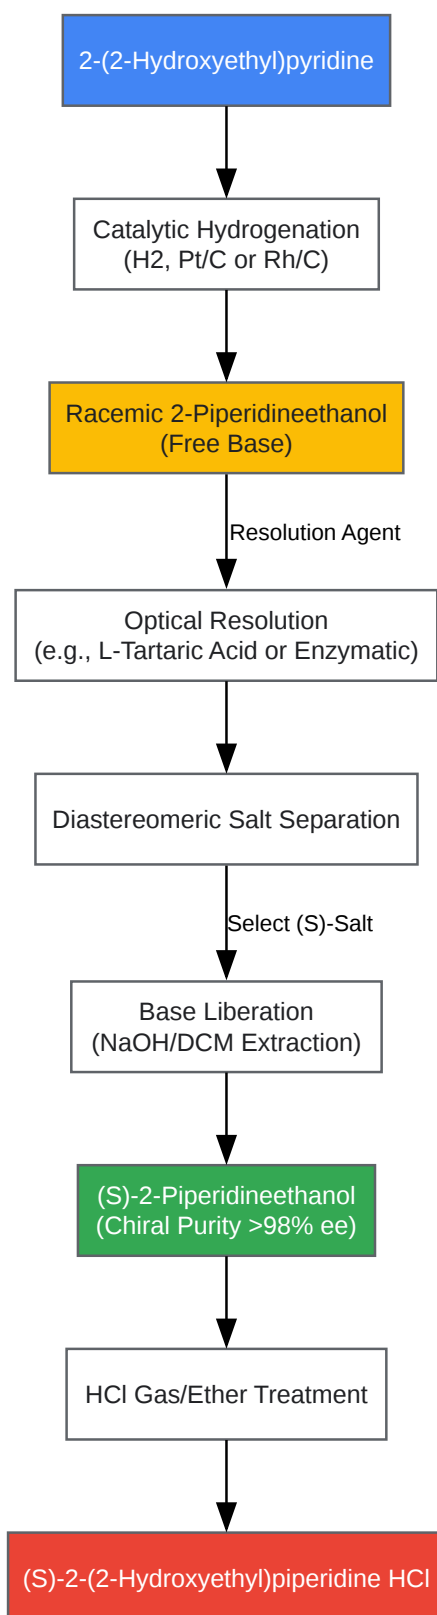 2-(2-Hydroxyethyl)pyridine
Catalytic Hydrogenation
(H2, Pt/C or Rh/C)
Racemic 2-Piperidineethanol
(Free Base)
Resolution Agent
Optical Resolution
(e.g., L-Tartaric Acid or Enzymatic)
Diastereomeric Salt Separation
Select (S)-Salt
Base Liberation
(NaOH/DCM Extraction)
(S)-2-Piperidineethanol
(Chiral Purity >98% ee)
HCl Gas/Ether Treatment
(S)-2-(2-Hydroxyethyl)piperidine HCl